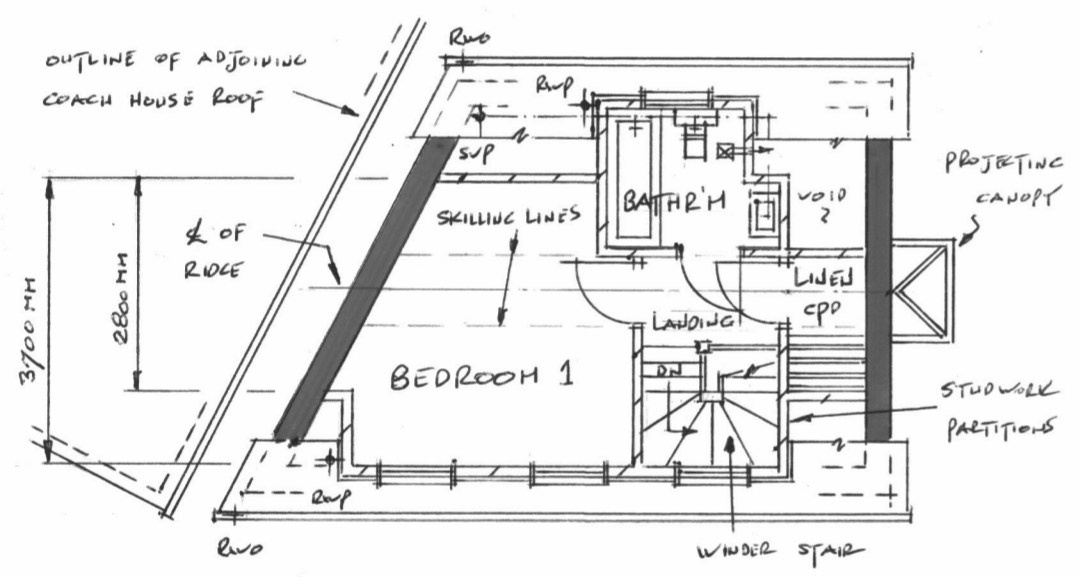 OUTLINE OF ADJOINING
COACH HOUSE ROOF
RWO
RWP
SVP
SKILLING LINES
BATHR'M
VOID
?
PROJECTING
CANOPY
℄ OF
RIDGE
LINEN
CPD
LANDING
3700 MM
2800 MM
BEDROOM 1
DN
STUDWORK
PARTITIONS
RWP
RWO
WINDER STAIR